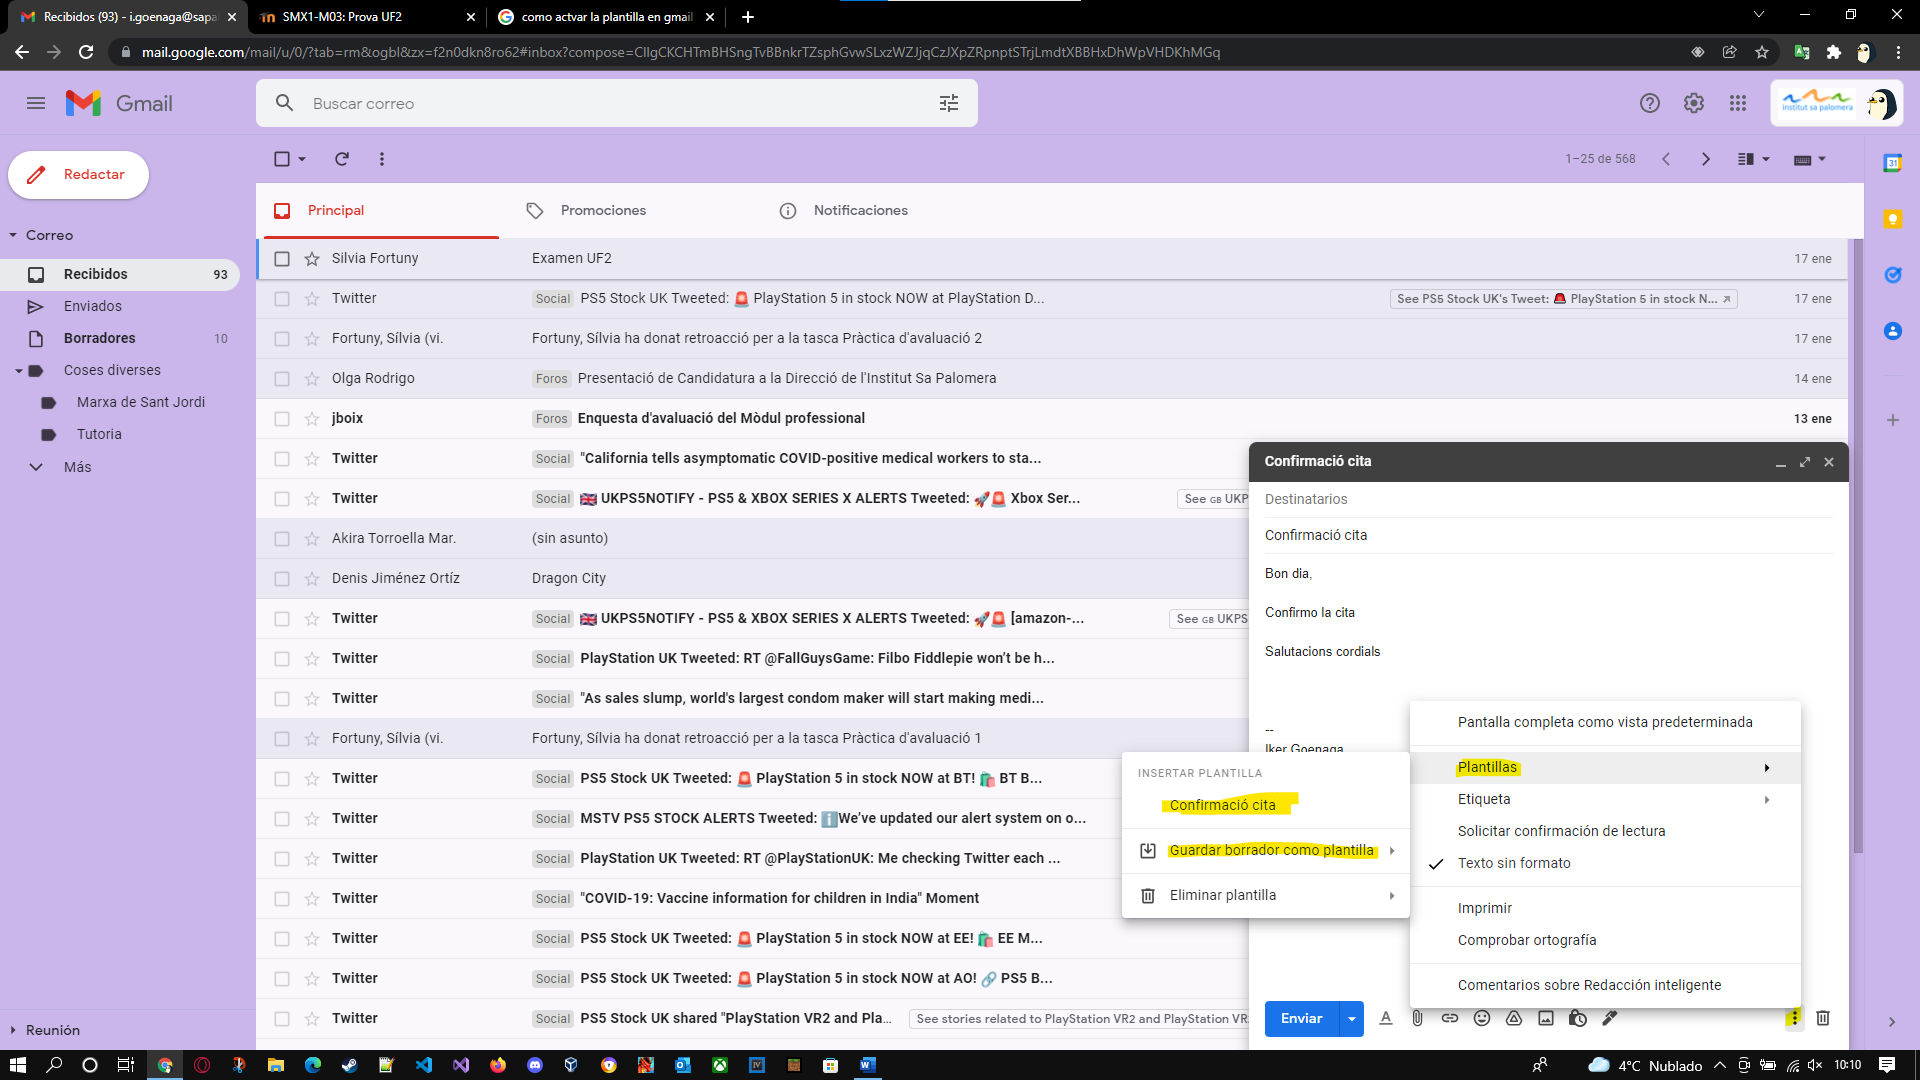 Recibidos (93) - i.goenaga@sapa
SMX1-M03: Prova UF2
como actvar la plantilla en gmail
mail.google.com/mail/u/0/?tab=rm&ogbl&zx=f2n0dkn8ro62#inbox?compose=CllgCKCHTmBHSngTvBBnkrTZsphGvwSLxzWZJjqCzJXpZRpnptSTrjLmdtXBBHxDhWpVHDKhMGq
Gmail
Buscar correo
institut sa palomera
Redactar
1–25 de 568
31
Correo
Recibidos 93
Enviados
Borradores 10
Coses diverses
Marxa de Sant Jordi
Tutoria
Más
Reunión
Principal
Promociones
Notificaciones
Silvia Fortuny Examen UF2 17 ene
Twitter Social PS5 Stock UK Tweeted: 🚨 PlayStation 5 in stock NOW at PlayStation D... See PS5 Stock UK's Tweet: 🚨 PlayStation 5 in stock N... 17 ene
Fortuny, Sílvia (vi. Fortuny, Sílvia ha donat retroacció per a la tasca Pràctica d'avaluació 2 17 ene
Olga Rodrigo Foros Presentació de Candidatura a la Direcció de l'Institut Sa Palomera 14 ene
jboix Foros Enquesta d'avaluació del Mòdul professional 13 ene
Twitter Social "California tells asymptomatic COVID-positive medical workers to sta...
Twitter Social 🇬🇧 UKPS5NOTIFY - PS5 & XBOX SERIES X ALERTS Tweeted: 🚀🚨 Xbox Ser... See GB UKP
Akira Torroella Mar. (sin asunto)
Denis Jiménez Ortíz Dragon City
Twitter Social 🇬🇧 UKPS5NOTIFY - PS5 & XBOX SERIES X ALERTS Tweeted: 🚀🚨 [amazon-... See GB UKPS
Twitter Social PlayStation UK Tweeted: RT @FallGuysGame: Filbo Fiddlepie won't be h...
Twitter Social "As sales slump, world's largest condom maker will start making medi...
Fortuny, Sílvia (vi. Fortuny, Sílvia ha donat retroacció per a la tasca Pràctica d'avaluació 1
Twitter Social PS5 Stock UK Tweeted: 🚨 PlayStation 5 in stock NOW at BT! 🛍️ BT B...
Twitter Social MSTV PS5 STOCK ALERTS Tweeted: ℹ️We've updated our alert system on o...
Twitter Social PlayStation UK Tweeted: RT @PlayStationUK: Me checking Twitter each ...
Twitter Social "COVID-19: Vaccine information for children in India" Moment
Twitter Social PS5 Stock UK Tweeted: 🚨 PlayStation 5 in stock NOW at EE! 🛍️ EE M...
Twitter Social PS5 Stock UK Tweeted: 🚨 PlayStation 5 in stock NOW at AO! 🔗 PS5 B...
Twitter Social PS5 Stock UK shared "PlayStation VR2 and Pla... See stories related to PlayStation VR2 and PlayStation VR
Confirmació cita
Destinatarios
Confirmació cita
Bon dia,
Confirmo la cita
Salutacions cordials
--
Iker Goenaga
INSERTAR PLANTILLA
Confirmació cita
Guardar borrador como plantilla
Eliminar plantilla
Pantalla completa como vista predeterminada
Plantillas
Etiqueta
Solicitar confirmación de lectura
Texto sin formato
Imprimir
Comprobar ortografía
Comentarios sobre Redacción inteligente
Enviar
4°C Nublado
10:10